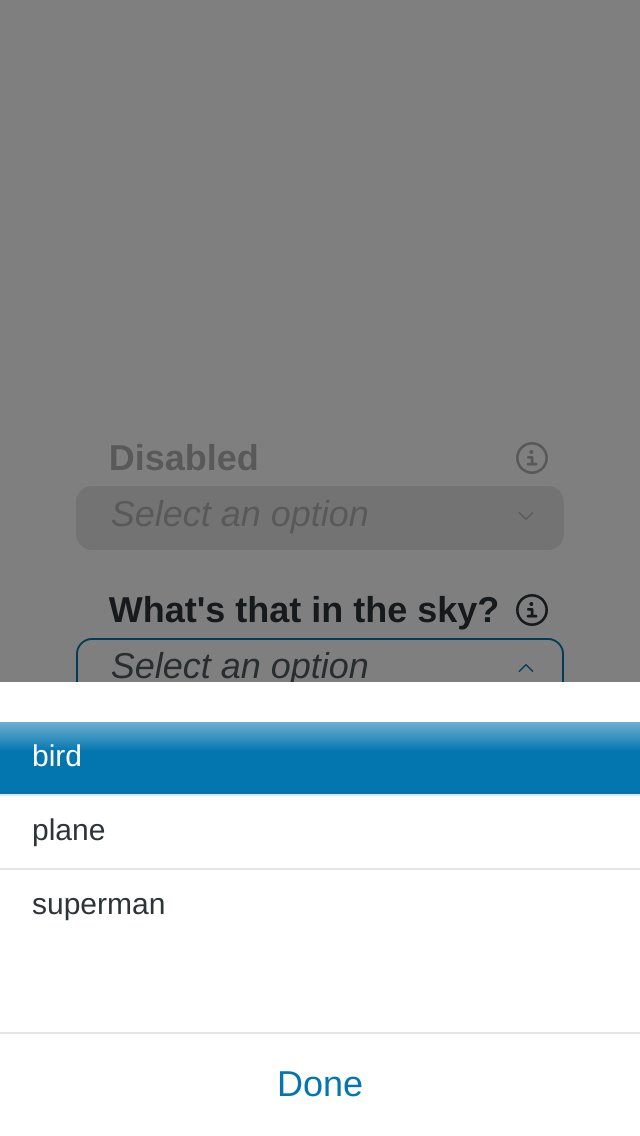 Disabled
Select an option
What's that in the sky?
Select an option
bird
plane
superman
Done